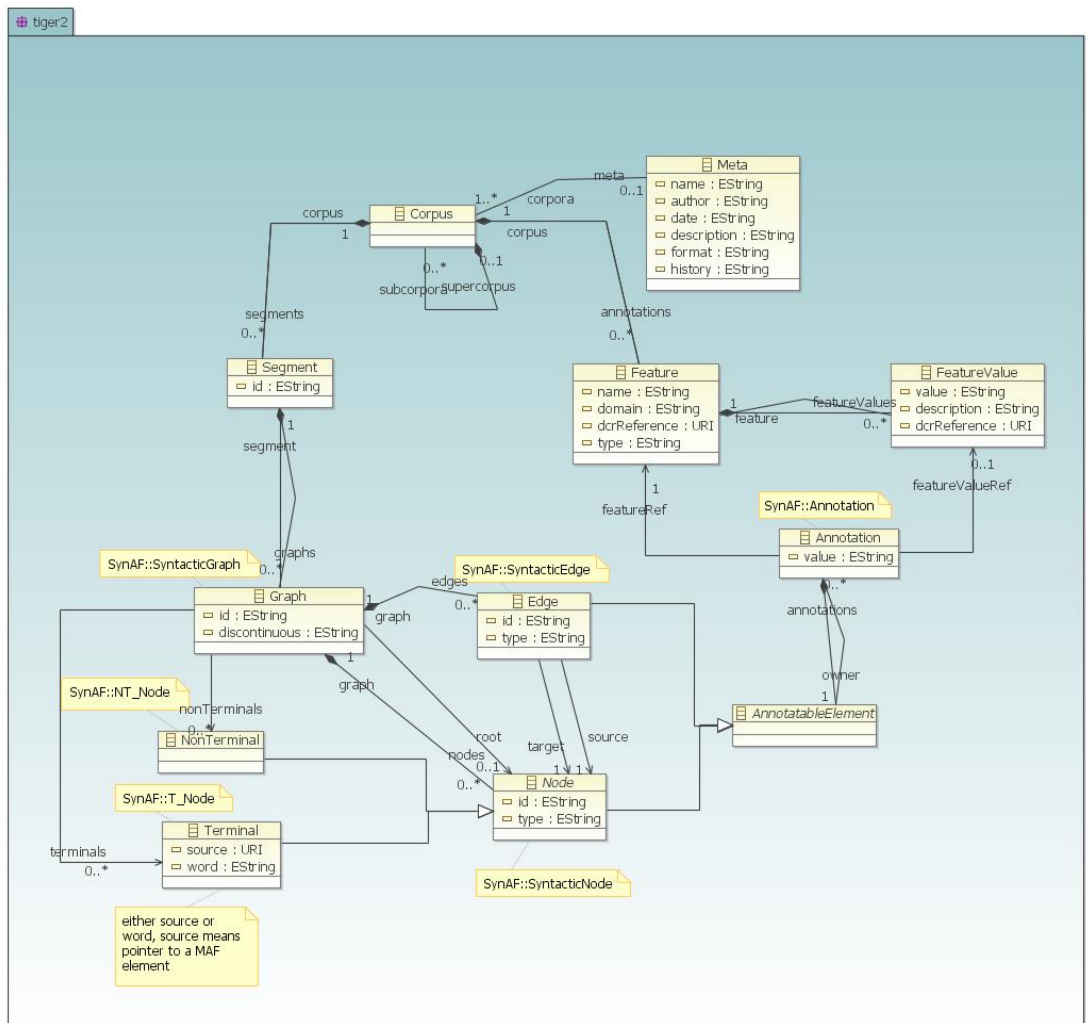 tiger2
Meta
name : EString
author : EString
date : EString
description : EString
format : EString
history : EString
meta
0..1
1..*
corpora
Corpus
corpus
1
1
corpus
0..*
0..1
subcorpora
supercorpus
segments
0..*
annotations
0..*
Segment
id : EString
Feature
name : EString
domain : EString
dcrReference : URI
type : EString
FeatureValue
value : EString
description : EString
dcrReference : URI
1
featureValues
feature
0..*
1
segment
1
featureRef
0..1
featureValueRef
SynAF::Annotation
Annotation
value : EString
0..*
annotations
owner
1
AnnotatableElement
SynAF::SyntacticGraph
graphs
0..*
Graph
id : EString
discontinuous : EString
SynAF::SyntacticEdge
edges
0..*
1
graph
Edge
id : EString
type : EString
1
graph
SynAF::NT_Node
nonTerminals
0..*
NonTerminal
root
0..1
nodes
0..*
target
1
source
1
Node
id : EString
type : EString
SynAF::SyntacticNode
SynAF::T_Node
Terminal
source : URI
word : EString
terminals
0..*
either source or
word, source means
pointer to a MAF
element